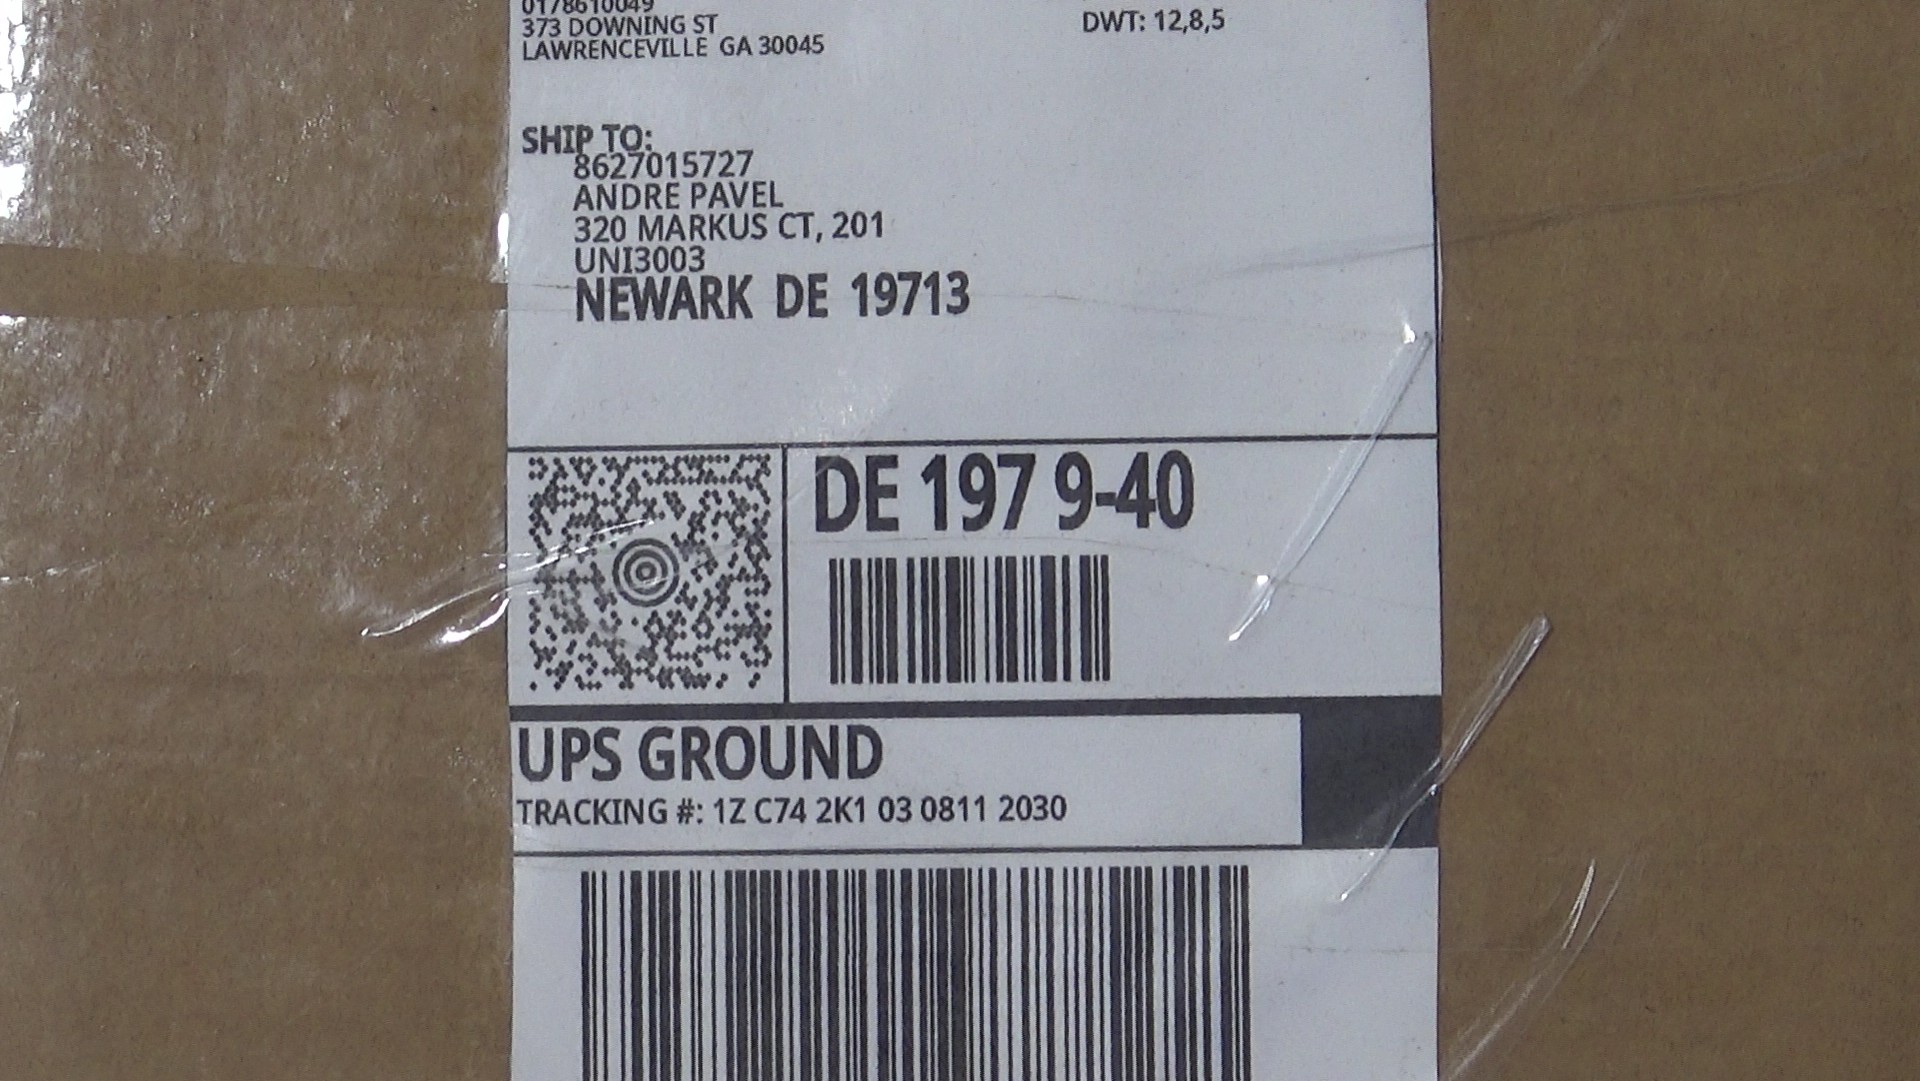 0178610049
373 DOWNING ST
LAWRENCEVILLE GA 30045
DWT: 12,8,5
SHIP TO:
8627015727
ANDRE PAVEL
320 MARKUS CT, 201
UNI3003
NEWARK DE 19713
DE 197 9-40
UPS GROUND
TRACKING #: 1Z C74 2K1 03 0811 2030